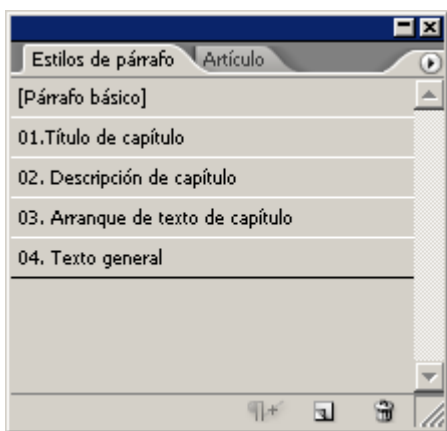 Estilos de párrafo Artículo
[Párrafo básico]
01.Título de capítulo
02. Descripción de capítulo
03. Arranque de texto de capítulo
04. Texto general